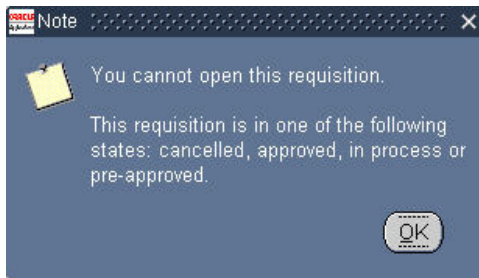 ORACLE Note
You cannot open this requisition.
This requisition is in one of the following
states: cancelled, approved, in process or
pre-approved.
OK